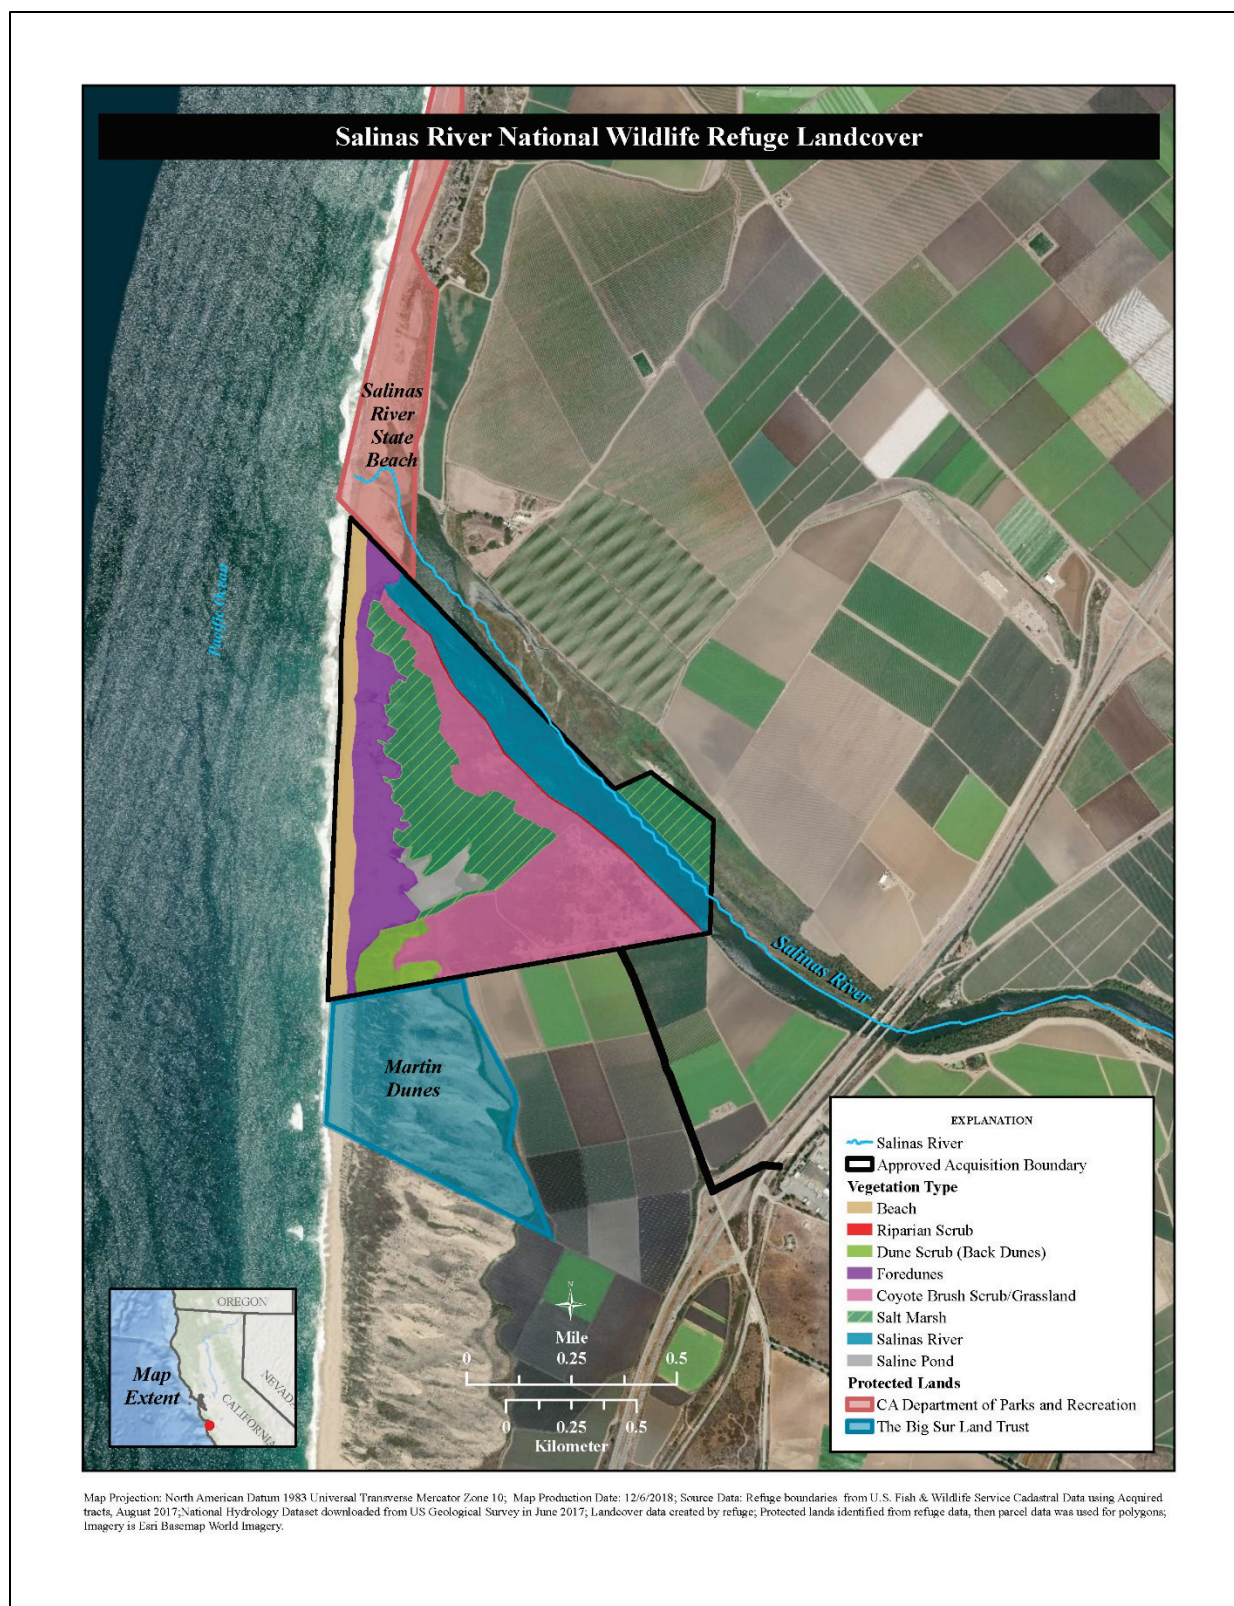 Salinas River National Wildlife Refuge Landcover
Salinas
River
State
Beach
Pacific Ocean
Salinas River
Martin
Dunes
N
Mile
0 0.25 0.5
0 0.25 0.5
Kilometer
OREGON
NEVADA
CALIFORNIA
Map
Extent
EXPLANATION
Salinas River
Approved Acquisition Boundary
Vegetation Type
Beach
Riparian Scrub
Dune Scrub (Back Dunes)
Foredunes
Coyote Brush Scrub/Grassland
Salt Marsh
Salinas River
Saline Pond
Protected Lands
CA Department of Parks and Recreation
The Big Sur Land Trust
Map Projection: North American Datum 1983 Universal Transverse Mercator Zone 10; Map Production Date: 12/6/2018; Source Data: Refuge boundaries from U.S. Fish & Wildlife Service Cadastral Data using Acquired
tracts, August 2017;National Hydrology Dataset downloaded from US Geological Survey in June 2017; Landcover data created by refuge; Protected lands identified from refuge data, then parcel data was used for polygons;
Imagery is Esri Basemap World Imagery.